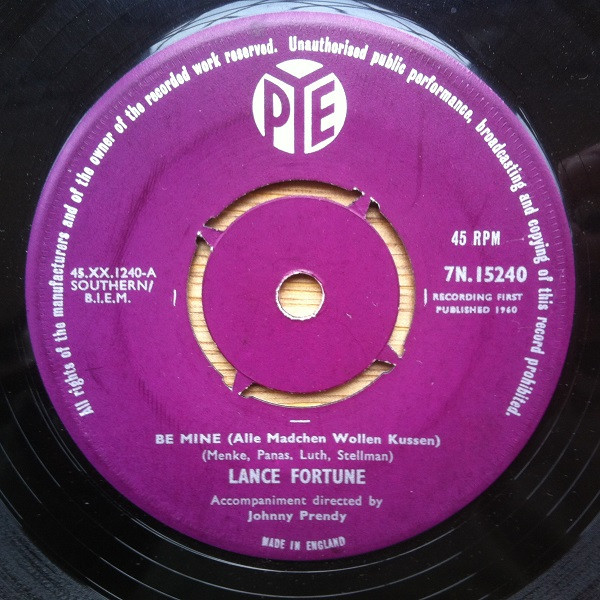 All rights of the manufacturers and of the owner of the recorded work reserved. Unauthorised public performance, broadcasting and copying of this record prohibited.
PYE
45 RPM
45.XX.1240-A
SOUTHERN/
B.I.E.M.
7N.15240
RECORDING FIRST
PUBLISHED 1960
BE MINE (Alle Madchen Wollen Kussen)
(Menke, Panas, Luth, Stellman)
LANCE FORTUNE
Accompaniment directed by
Johnny Prendy
MADE IN ENGLAND